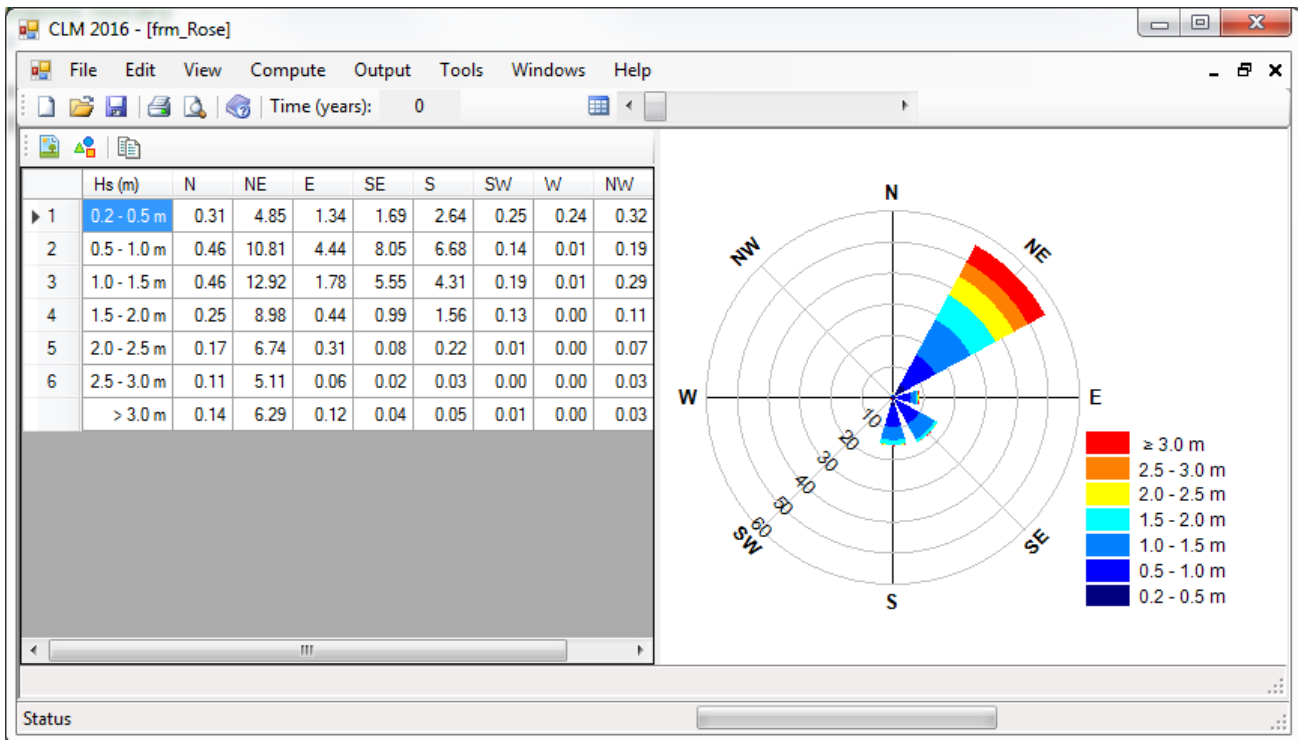 CLM 2016 - [frm_Rose]
File Edit View Compute Output Tools Windows Help
Time (years): 0
Hs (m) N NE E SE S SW W NW
1 0.2 - 0.5 m 0.31 4.85 1.34 1.69 2.64 0.25 0.24 0.32
2 0.5 - 1.0 m 0.46 10.81 4.44 8.05 6.68 0.14 0.01 0.19
3 1.0 - 1.5 m 0.46 12.92 1.78 5.55 4.31 0.19 0.01 0.29
4 1.5 - 2.0 m 0.25 8.98 0.44 0.99 1.56 0.13 0.00 0.11
5 2.0 - 2.5 m 0.17 6.74 0.31 0.08 0.22 0.01 0.00 0.07
6 2.5 - 3.0 m 0.11 5.11 0.06 0.02 0.03 0.00 0.00 0.03
> 3.0 m 0.14 6.29 0.12 0.04 0.05 0.01 0.00 0.03
N
NW NE
W E
10
20
30
40
50
60
SW SE
S
≥ 3.0 m
2.5 - 3.0 m
2.0 - 2.5 m
1.5 - 2.0 m
1.0 - 1.5 m
0.5 - 1.0 m
0.2 - 0.5 m
Status